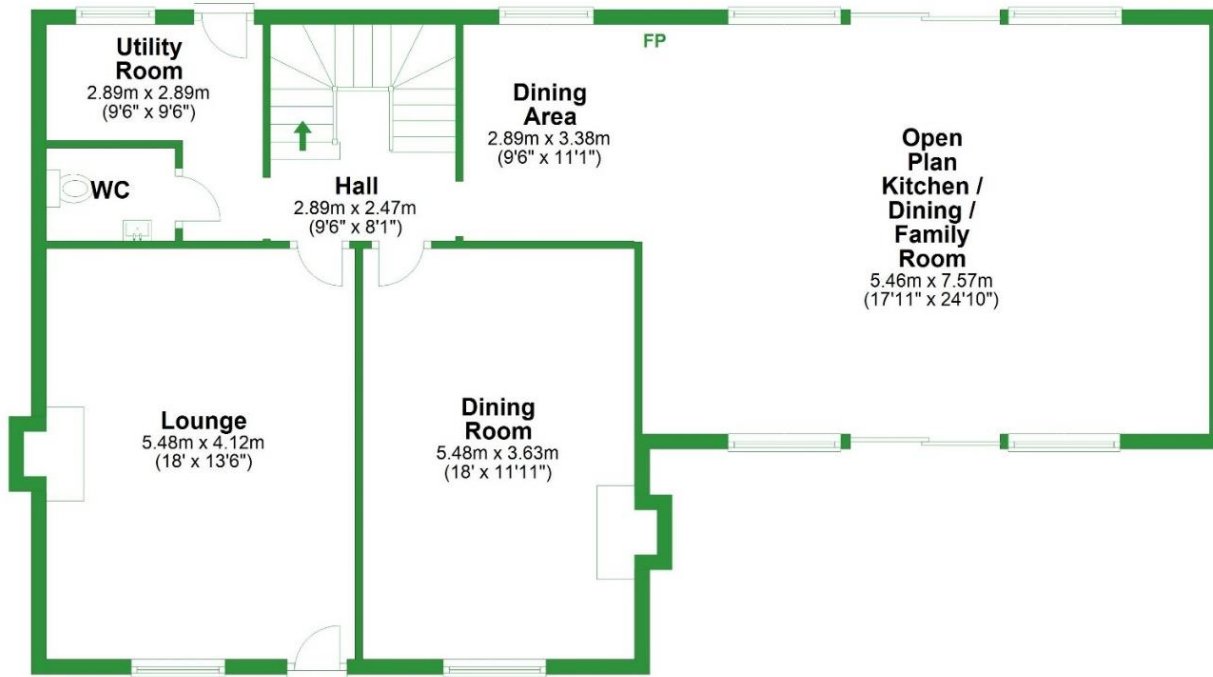 Utility
Room
2.89m x 2.89m
(9'6" x 9'6")
WC
Hall
2.89m x 2.47m
(9'6" x 8'1")
FP
Dining
Area
2.89m x 3.38m
(9'6" x 11'1")
Open
Plan
Kitchen /
Dining /
Family
Room
5.46m x 7.57m
(17'11" x 24'10")
Lounge
5.48m x 4.12m
(18' x 13'6")
Dining
Room
5.48m x 3.63m
(18' x 11'11")